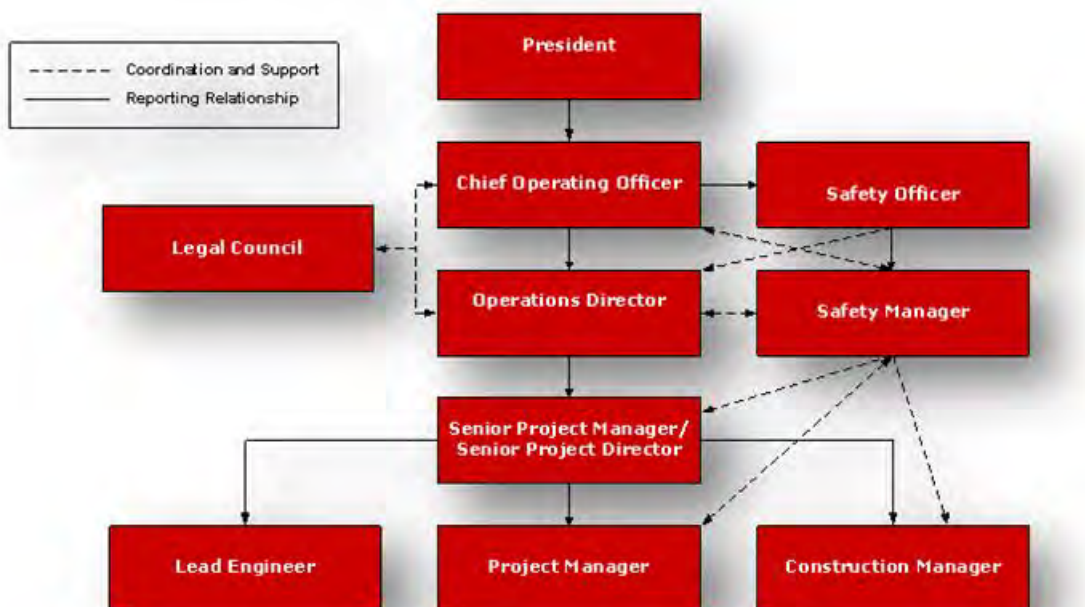 President
Coordination and Support
Reporting Relationship
Chief Operating Officer
Safety Officer
Legal Council
Operations Director
Safety Manager
Senior Project Manager/
Senior Project Director
Lead Engineer
Project Manager
Construction Manager